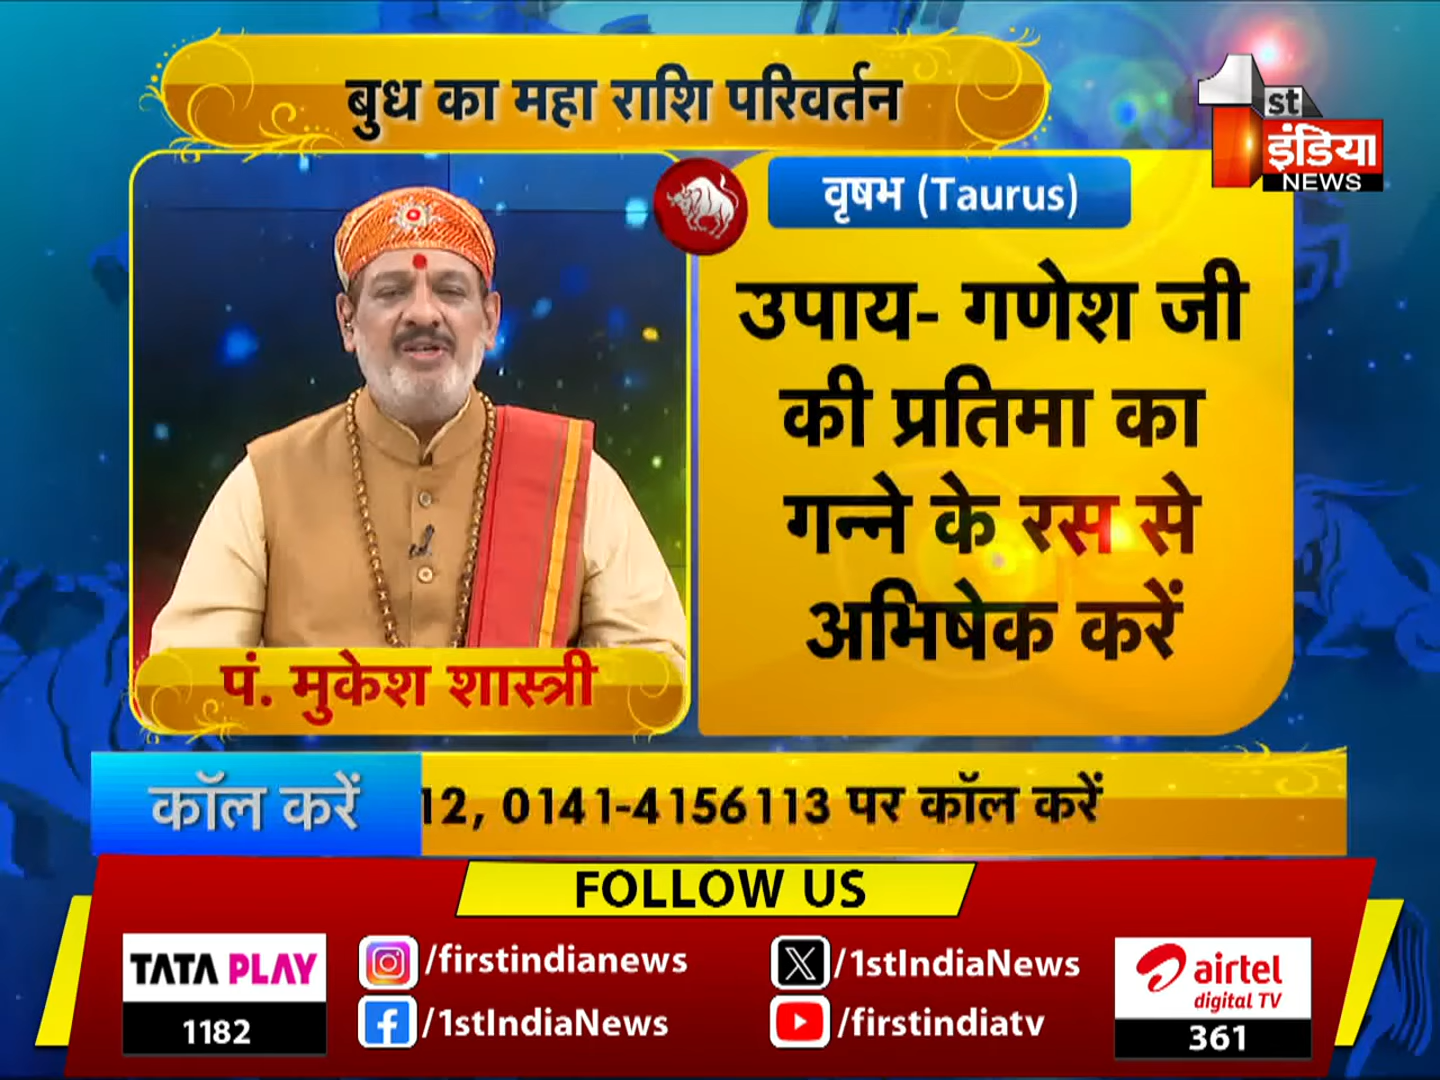 बुध का महा राशि परिवर्तन
1st
इंडिया
NEWS
वृषभ (Taurus)
उपाय- गणेश जी
की प्रतिमा का
गन्ने के रस से
अभिषेक करें
पं. मुकेश शास्त्री
कॉल करें
12, 0141-4156113 पर कॉल करें
FOLLOW US
TATA PLAY
1182
/firstindianews
/1stIndiaNews
/1stIndiaNews
/firstindiatv
airtel
digital TV
361